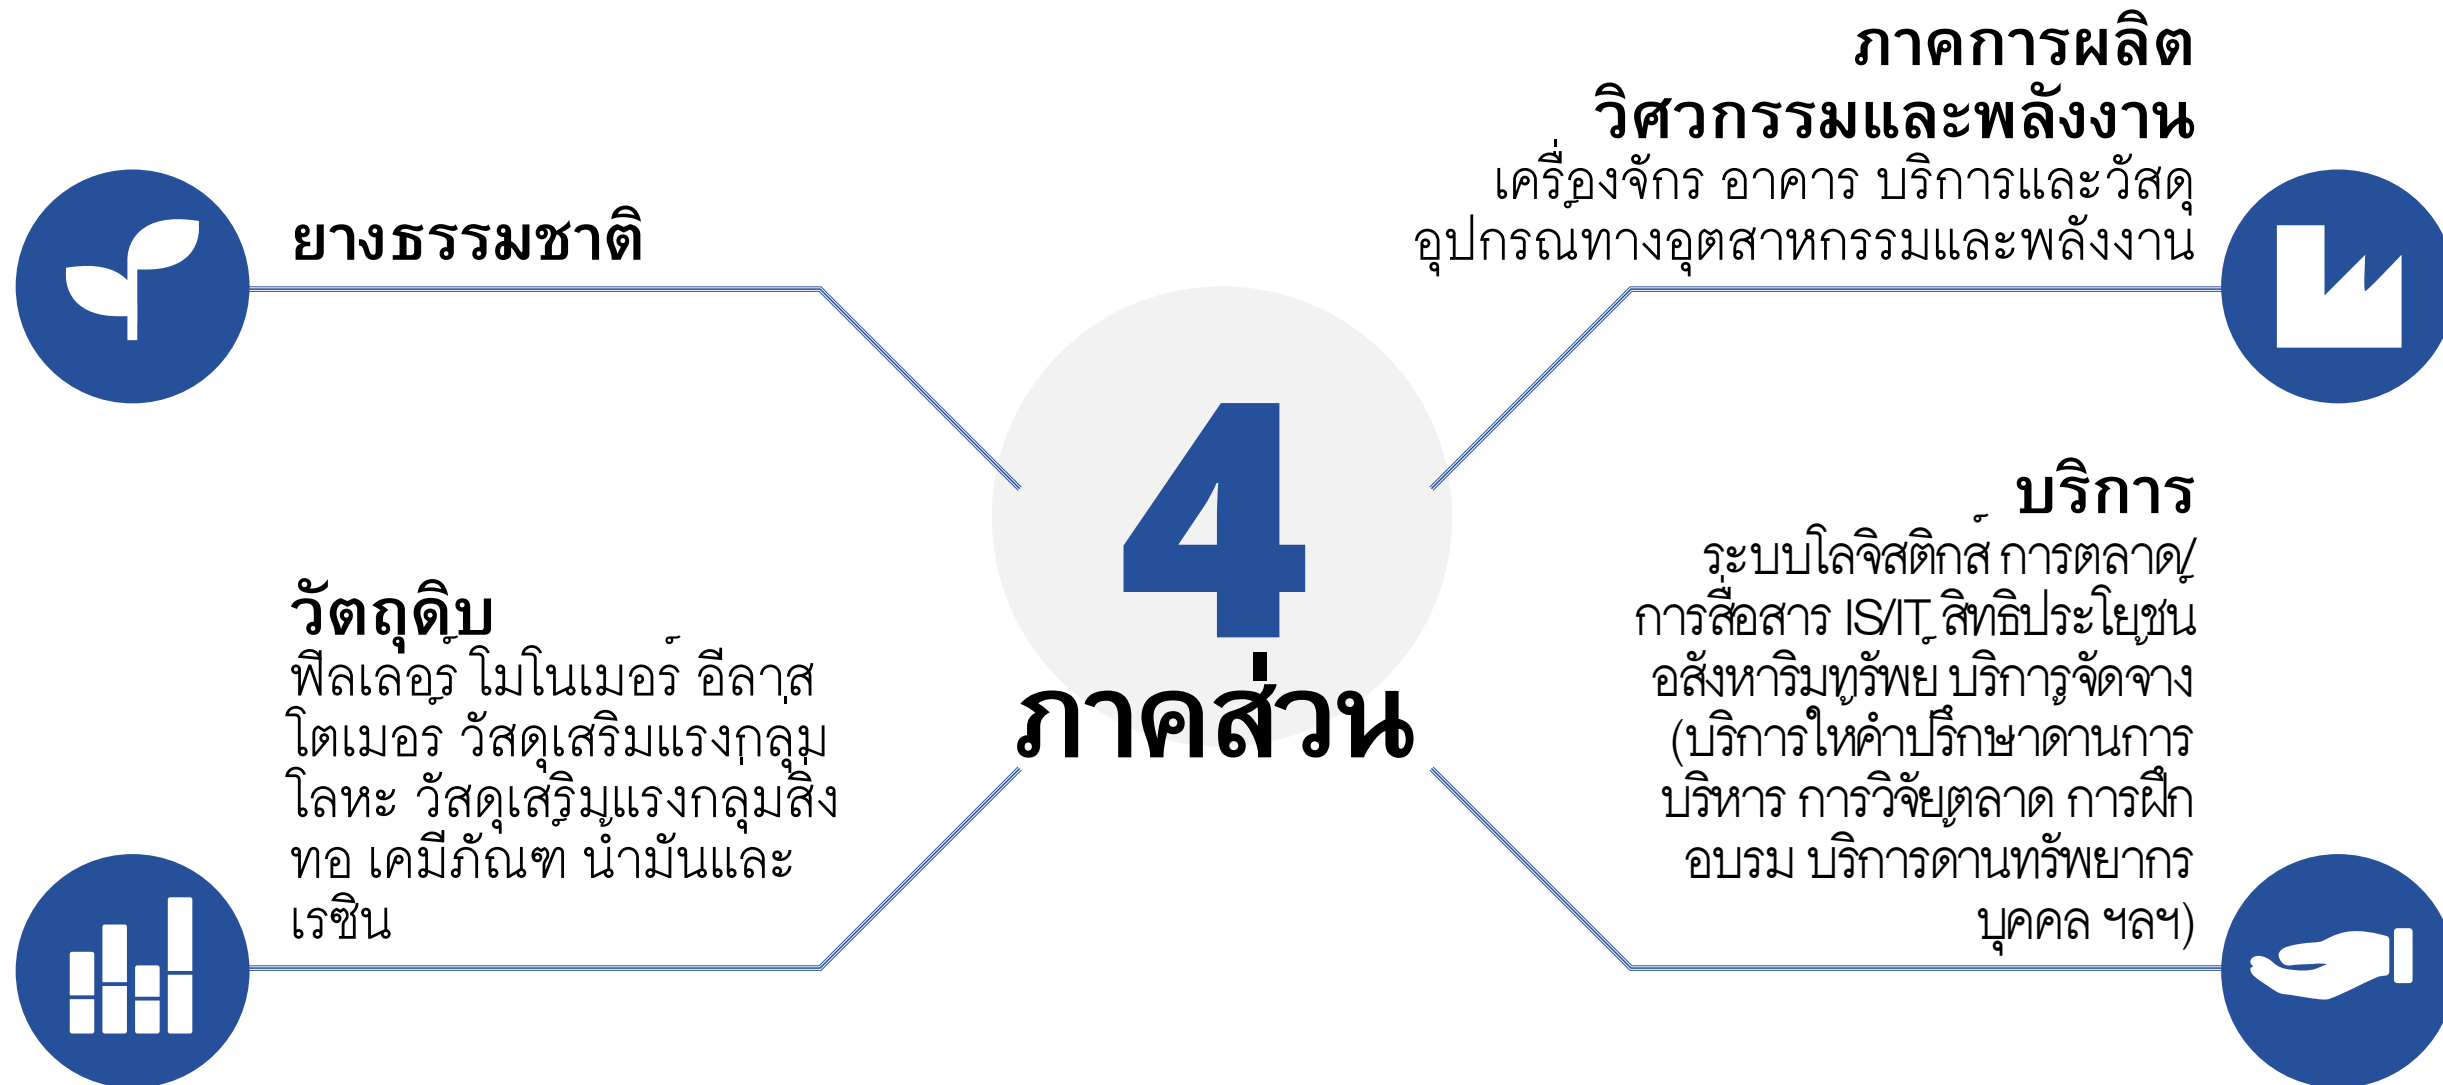 ยางธรรมชาติ
ภาคการผลิต
วิศวกรรมและพลังงาน
เครื่องจักร อาคาร บริการและวัสดุ
อุปกรณ์ทางอุตสาหกรรมและพลังงาน
4
ภาคส่วน
วัตถุดิบ
ฟีลเลอร์ โมโนเมอร์ อีลาส
โตเมอร์ วัสดุเสริมแรงกลุ่ม
โลหะ วัสดุเสริมแรงกลุ่มสิ่ง
ทอ เคมีภัณฑ์ น้ำมันและ
เรซิน
บริการ
ระบบโลจิสติกส์ การตลาด/
การสื่อสาร IS/IT สิทธิประโยชน์
อสังหาริมทรัพย์ บริการจัดจ้าง
(บริการให้คำปรึกษาด้านการ
บริหาร การวิจัยตลาด การฝึก
อบรม บริการด้านทรัพยากร
บุคคล ฯลฯ)